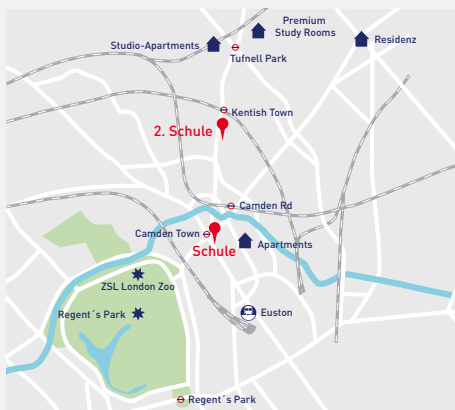 Premium
Study Rooms
Studio-Apartments
Residenz
Tufnell Park
Kentish Town
2. Schule
Camden Rd
Camden Town
Schule
Apartments
ZSL London Zoo
Regent´s Park
Euston
Regent´s Park